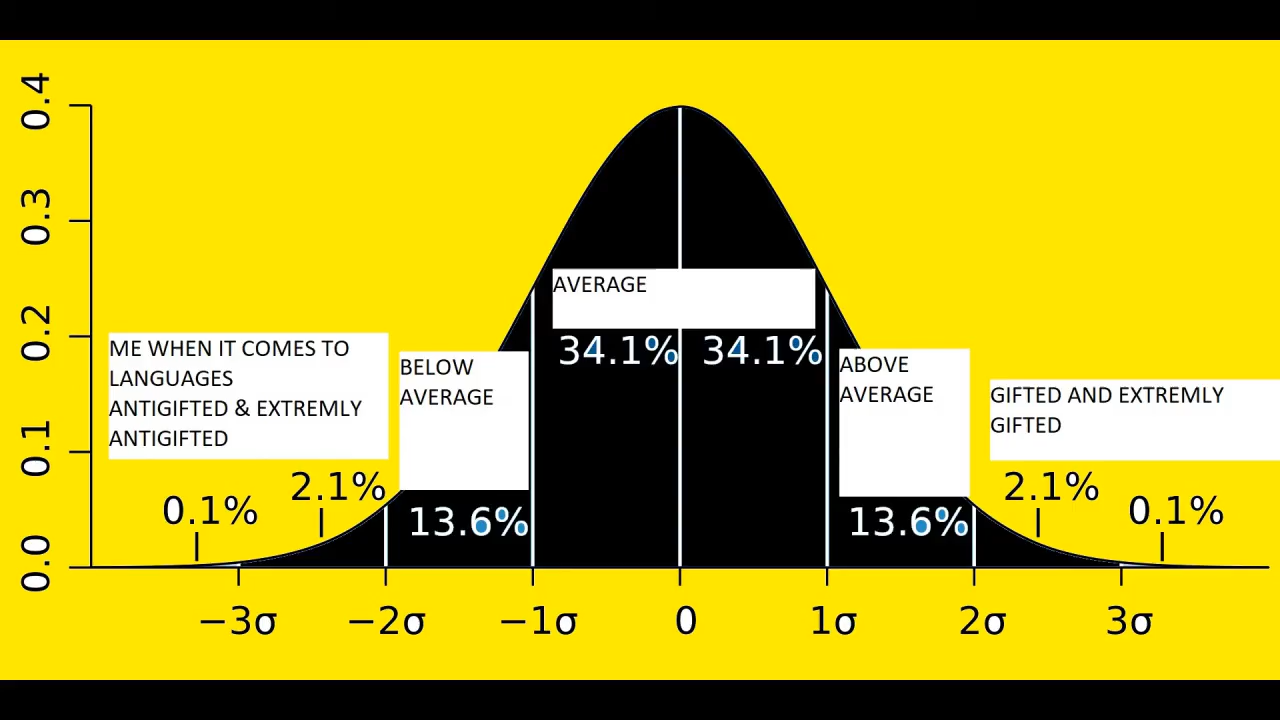 0.4
0.3
0.2
0.1
0.0
AVERAGE
34.1% 34.1%
ME WHEN IT COMES TO
LANGUAGES
ANTIGIFTED & EXTREMLY
ANTIGIFTED
BELOW
AVERAGE
ABOVE
AVERAGE
GIFTED AND EXTREMLY
GIFTED
0.1%
2.1%
13.6%
13.6%
2.1%
0.1%
−3σ −2σ −1σ 0 1σ 2σ 3σ